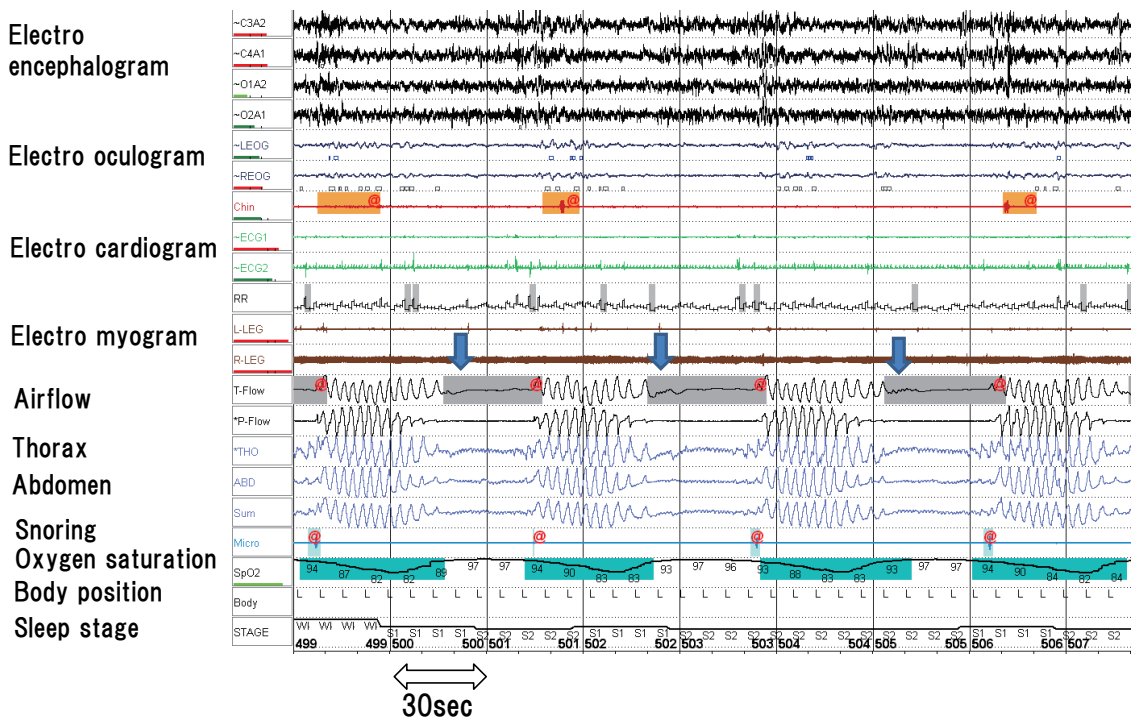 Electro
encephalogram
Electro oculogram
Electro cardiogram
Electro myogram
Airflow
Thorax
Abdomen
Snoring
Oxygen saturation
Body position
Sleep stage
~C3A2
~C4A1
~O1A2
~O2A1
~LEOG
~REOG
Chin @ @ @
~ECG1
~ECG2
RR
L-LEG
R-LEG
T-Flow @ @ @ @
*P-Flow
*THO
ABD
Sum
Micro @ @ @ @
SpO2 94 87 82 82 89 97 97 94 90 83 83 93 97 96 93 88 83 83 93 97 97 94 90 84 82 84
Body L L L L L L L L L L L L L L L L L L L L L L L L L L L L L L L L L L L L
STAGE WI WI WI WI S1 S1 S1 S1 S2 S2 S2 S2 S1 S1 S1 S1 S2 S2 S2 S2 S2 S2 S2 S2 S2 S2 S2 S2 S1 S1 S1 S1 S2 S2 S2
499 499 500 500 501 501 502 502 503 503 504 504 505 505 506 506 507
30sec